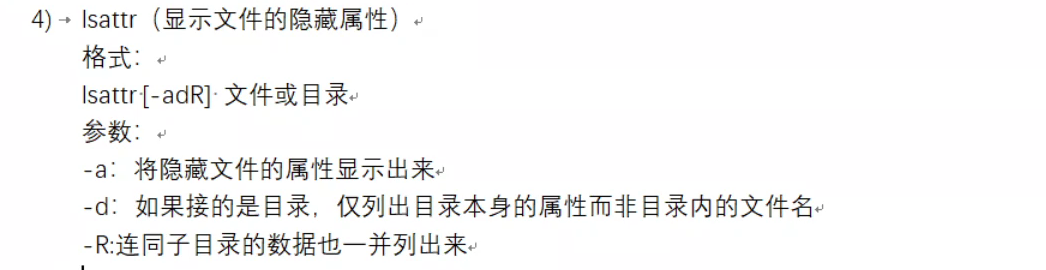 4) → lsattr（显示文件的隐藏属性）
格式：
lsattr [-adR] 文件或目录
参数：
-a：将隐藏文件的属性显示出来
-d：如果接的是目录，仅列出目录本身的属性而非目录内的文件名
-R:连同子目录的数据也一并列出来